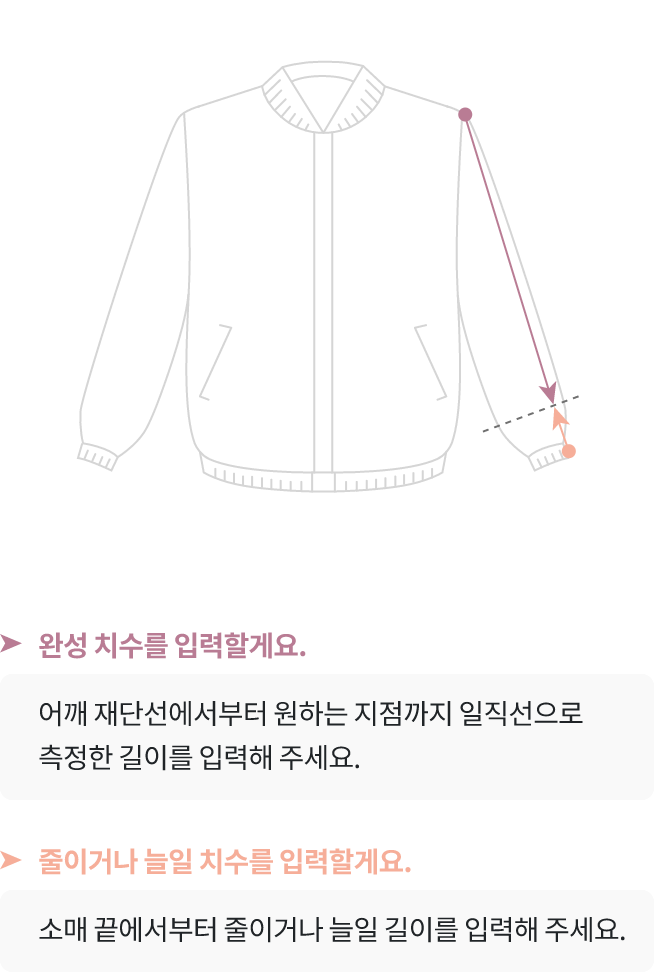 완성 치수를 입력할게요.
어깨 재단선에서부터 원하는 지점까지 일직선으로
측정한 길이를 입력해 주세요.
줄이거나 늘일 치수를 입력할게요.
소매 끝에서부터 줄이거나 늘일 길이를 입력해 주세요.